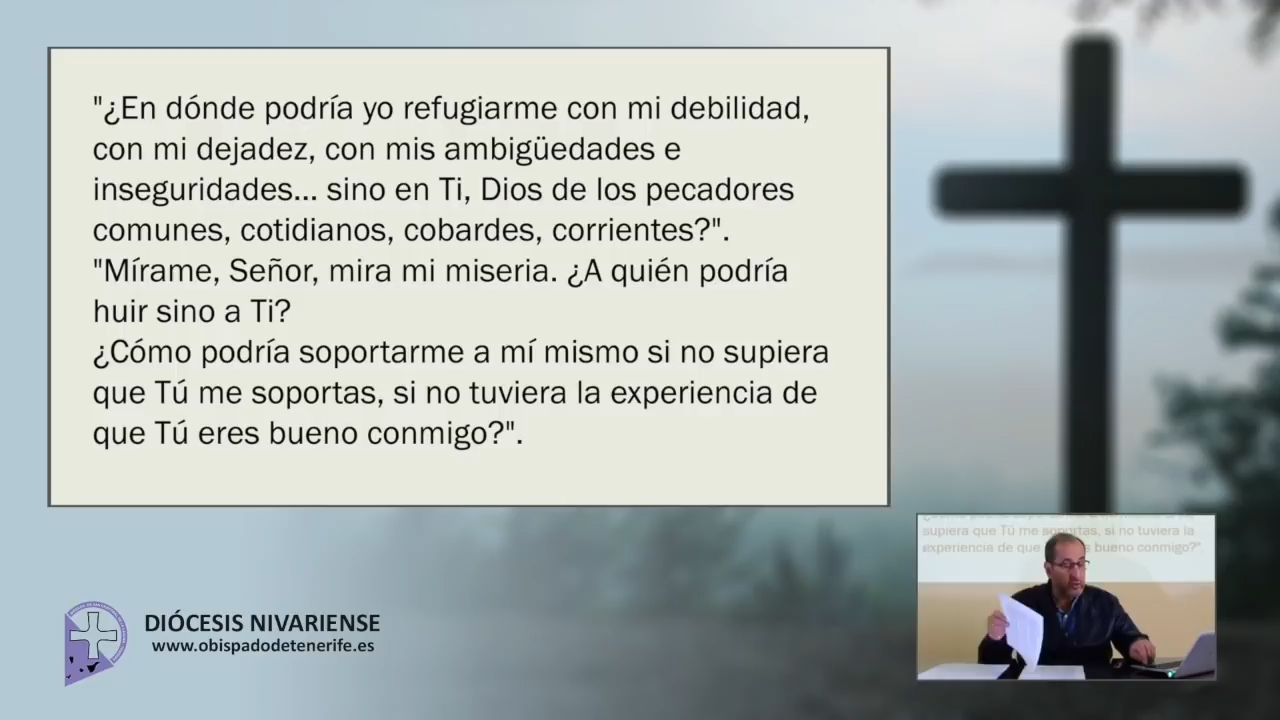 "¿En dónde podría yo refugiarme con mi debilidad,
con mi dejadez, con mis ambigüedades e
inseguridades... sino en Ti, Dios de los pecadores
comunes, cotidianos, cobardes, corrientes?".
"Mírame, Señor, mira mi miseria. ¿A quién podría
huir sino a Ti?
¿Cómo podría soportarme a mí mismo si no supiera
que Tú me soportas, si no tuviera la experiencia de
que Tú eres bueno conmigo?".
supiera que Tú me soportas, si no tuviera la
experiencia de que bueno conmigo?".
DIÓCESIS NIVARIENSE
www.obispadodetenerife.es